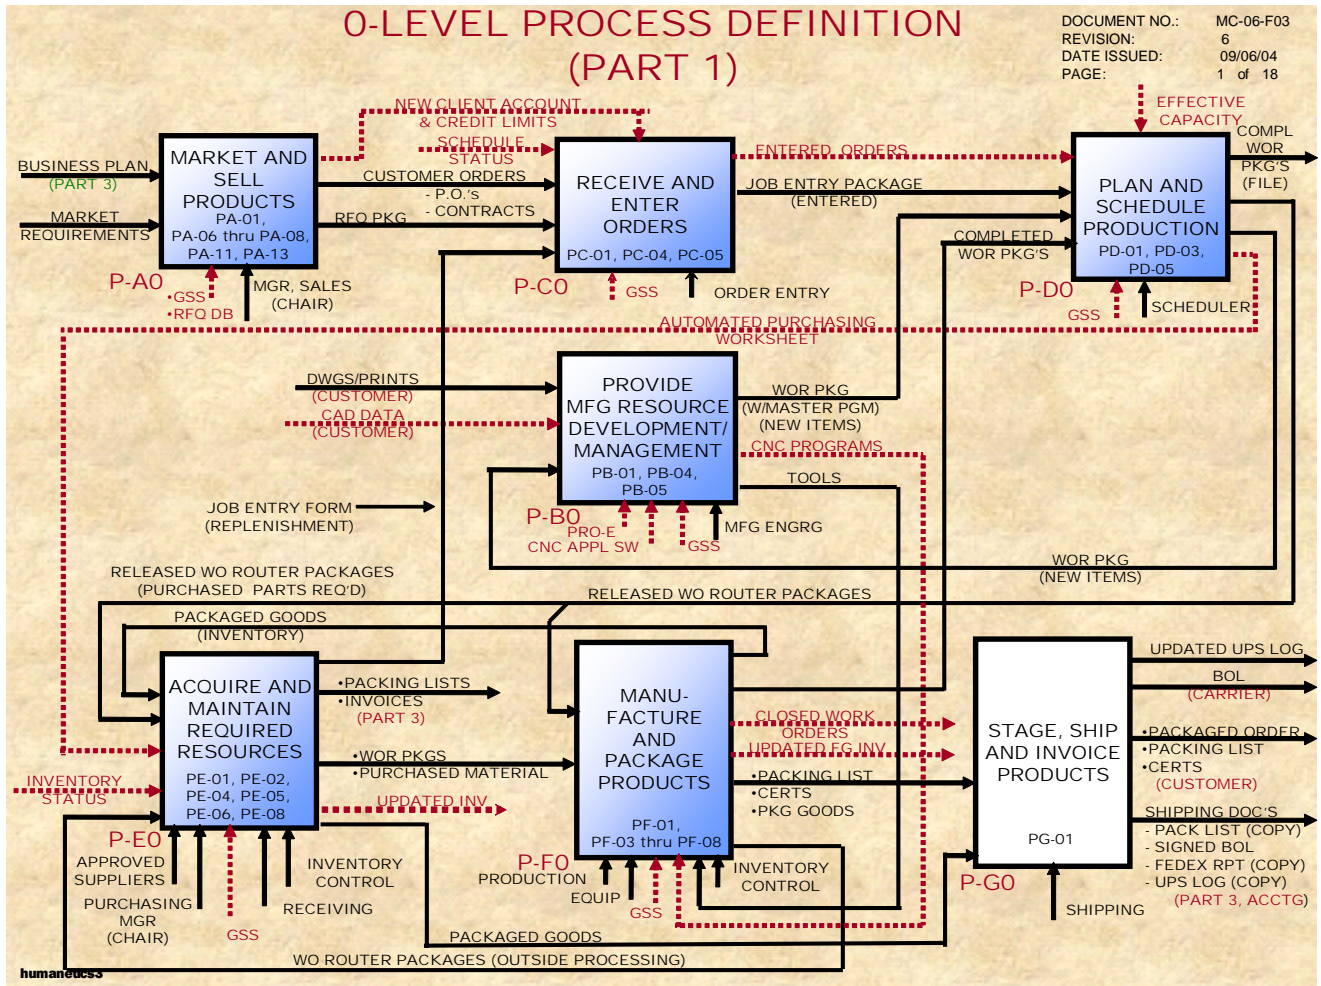 0-LEVEL PROCESS DEFINITION
(PART 1)
DOCUMENT NO.: MC-06-F03
REVISION: 6
DATE ISSUED: 09/06/04
PAGE: 1 of 18
NEW CLIENT ACCOUNT
& CREDIT LIMITS
SCHEDULE
STATUS
EFFECTIVE
CAPACITY
BUSINESS PLAN
(PART 3)
MARKET
REQUIREMENTS
MARKET AND
SELL
PRODUCTS
PA-01,
PA-06 thru PA-08,
PA-11, PA-13
P-A0
•GSS
•RFQ DB
MGR, SALES
(CHAIR)
CUSTOMER ORDERS
- P.O.'s
- CONTRACTS
RFQ PKG
RECEIVE AND
ENTER
ORDERS
PC-01, PC-04, PC-05
P-C0
GSS
ORDER ENTRY
ENTERED ORDERS
JOB ENTRY PACKAGE
(ENTERED)
COMPLETED
WOR PKG'S
PLAN AND
SCHEDULE
PRODUCTION
PD-01, PD-03,
PD-05
P-D0
GSS
SCHEDULER
COMPL
WOR
PKG'S
(FILE)
AUTOMATED PURCHASING
WORKSHEET
DWGS/PRINTS
(CUSTOMER)
CAD DATA
(CUSTOMER)
PROVIDE
MFG RESOURCE
DEVELOPMENT/
MANAGEMENT
PB-01, PB-04,
PB-05
P-B0
PRO-E
CNC APPL SW
GSS
MFG ENGRG
WOR PKG
(W/MASTER PGM)
(NEW ITEMS)
CNC PROGRAMS
TOOLS
JOB ENTRY FORM
(REPLENISHMENT)
WOR PKG
(NEW ITEMS)
RELEASED WO ROUTER PACKAGES
(PURCHASED PARTS REQ'D)
RELEASED WO ROUTER PACKAGES
PACKAGED GOODS
(INVENTORY)
ACQUIRE AND
MAINTAIN
REQUIRED
RESOURCES
PE-01, PE-02,
PE-04, PE-05,
PE-06, PE-08
P-E0
INVENTORY
STATUS
APPROVED
SUPPLIERS
PURCHASING
MGR
(CHAIR)
GSS
RECEIVING
INVENTORY
CONTROL
•PACKING LISTS
•INVOICES
(PART 3)
•WOR PKGS
•PURCHASED MATERIAL
UPDATED INV
MANU-
FACTURE
AND
PACKAGE
PRODUCTS
PF-01,
PF-03 thru PF-08
P-F0
PRODUCTION
EQUIP
GSS
INVENTORY
CONTROL
CLOSED WORK
ORDERS
UPDATED FG INV
•PACKING LIST
•CERTS
•PKG GOODS
STAGE, SHIP
AND INVOICE
PRODUCTS
PG-01
P-G0
SHIPPING
UPDATED UPS LOG
BOL
(CARRIER)
•PACKAGED ORDER
•PACKING LIST
•CERTS
(CUSTOMER)
SHIPPING DOC'S
- PACK LIST (COPY)
- SIGNED BOL
- FEDEX RPT (COPY)
- UPS LOG (COPY)
(PART 3, ACCTG)
PACKAGED GOODS
WO ROUTER PACKAGES (OUTSIDE PROCESSING)
humanetics3